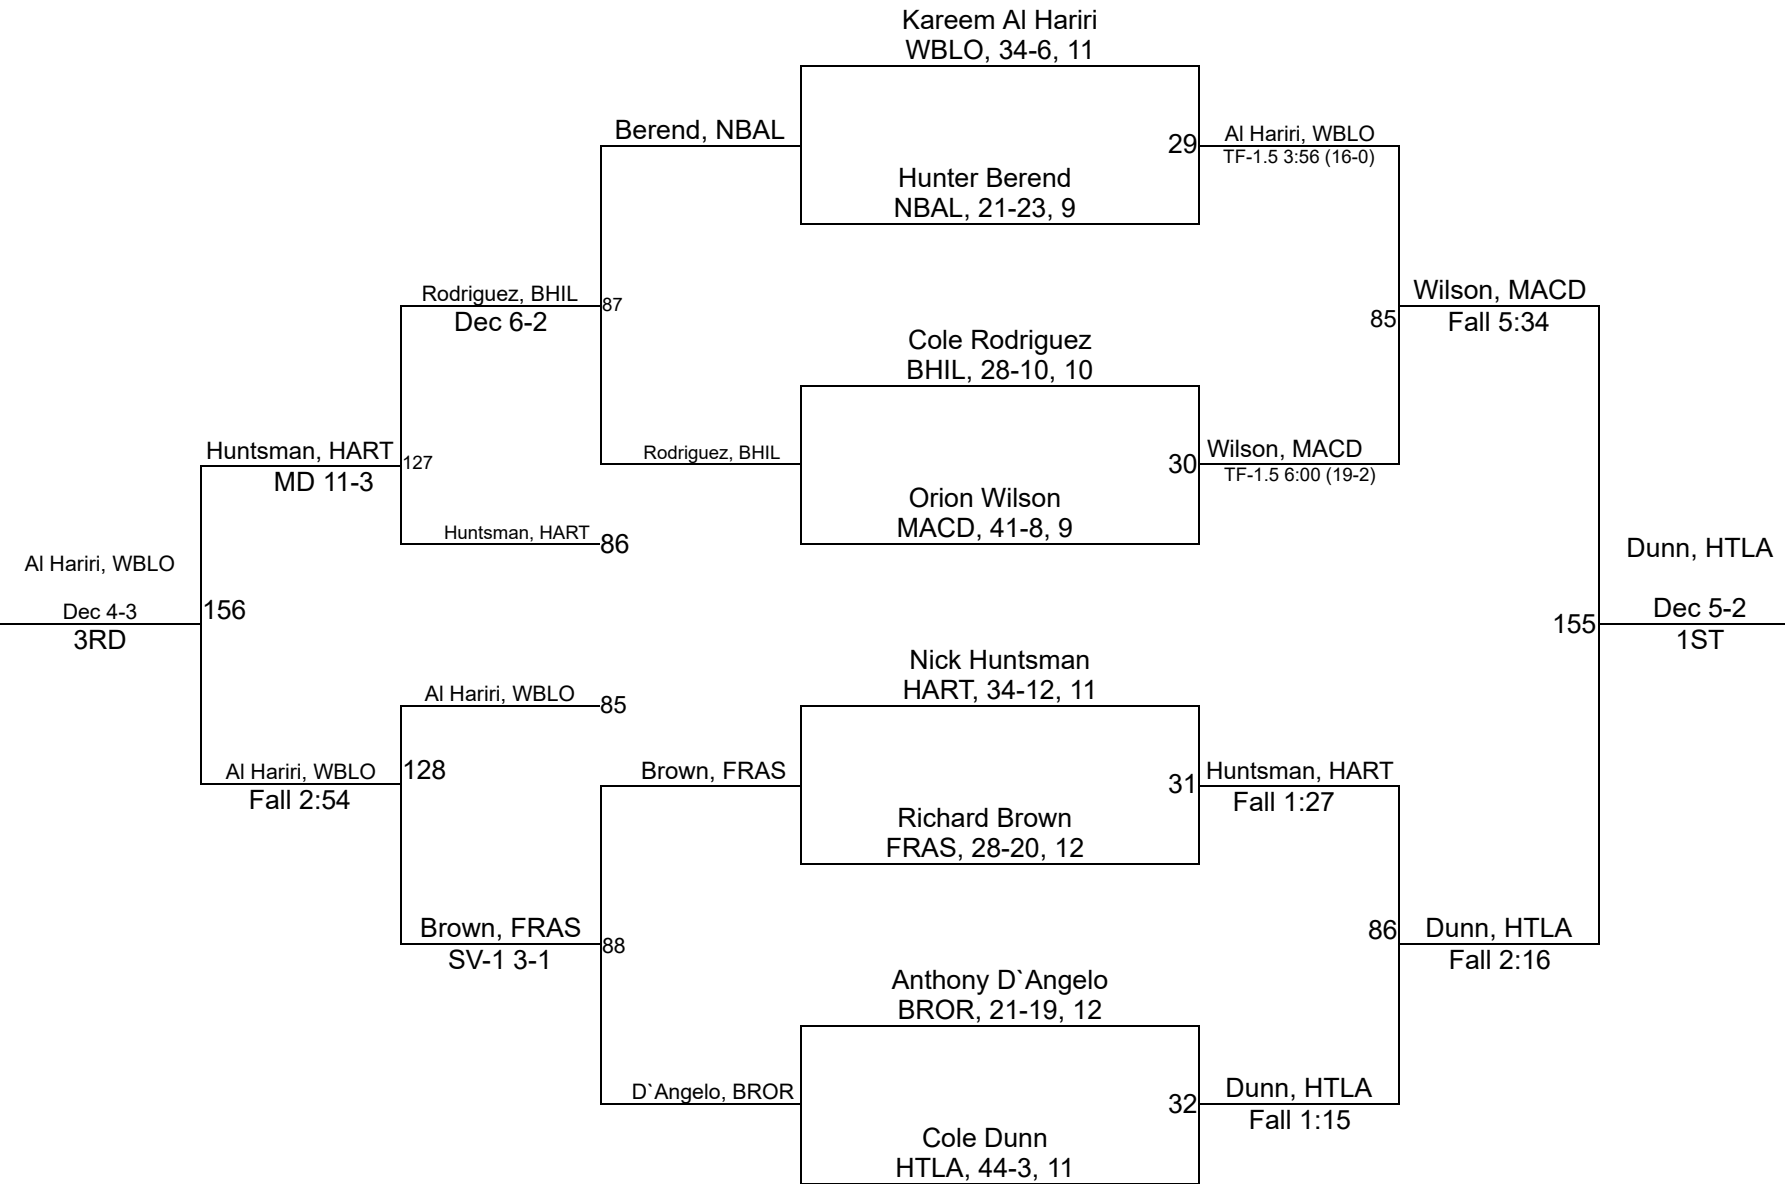 Kareem Al Hariri
WBLO, 34-6, 11
Berend, NBAL
29
Al Hariri, WBLO
TF-1.5 3:56 (16-0)
Hunter Berend
NBAL, 21-23, 9
Rodriguez, BHIL
Dec 6-2
87
Wilson, MACD
Fall 5:34
85
Cole Rodriguez
BHIL, 28-10, 10
Huntsman, HART
MD 11-3
127
Rodriguez, BHIL
30
Wilson, MACD
TF-1.5 6:00 (19-2)
Orion Wilson
MACD, 41-8, 9
Huntsman, HART
86
Al Hariri, WBLO
Dec 4-3
3RD
156
Dunn, HTLA
Dec 5-2
1ST
155
Nick Huntsman
HART, 34-12, 11
Al Hariri, WBLO
85
Al Hariri, WBLO
Fall 2:54
128
Brown, FRAS
31
Huntsman, HART
Fall 1:27
Richard Brown
FRAS, 28-20, 12
Brown, FRAS
SV-1 3-1
88
86
Dunn, HTLA
Fall 2:16
Anthony D`Angelo
BROR, 21-19, 12
D`Angelo, BROR
32
Dunn, HTLA
Fall 1:15
Cole Dunn
HTLA, 44-3, 11